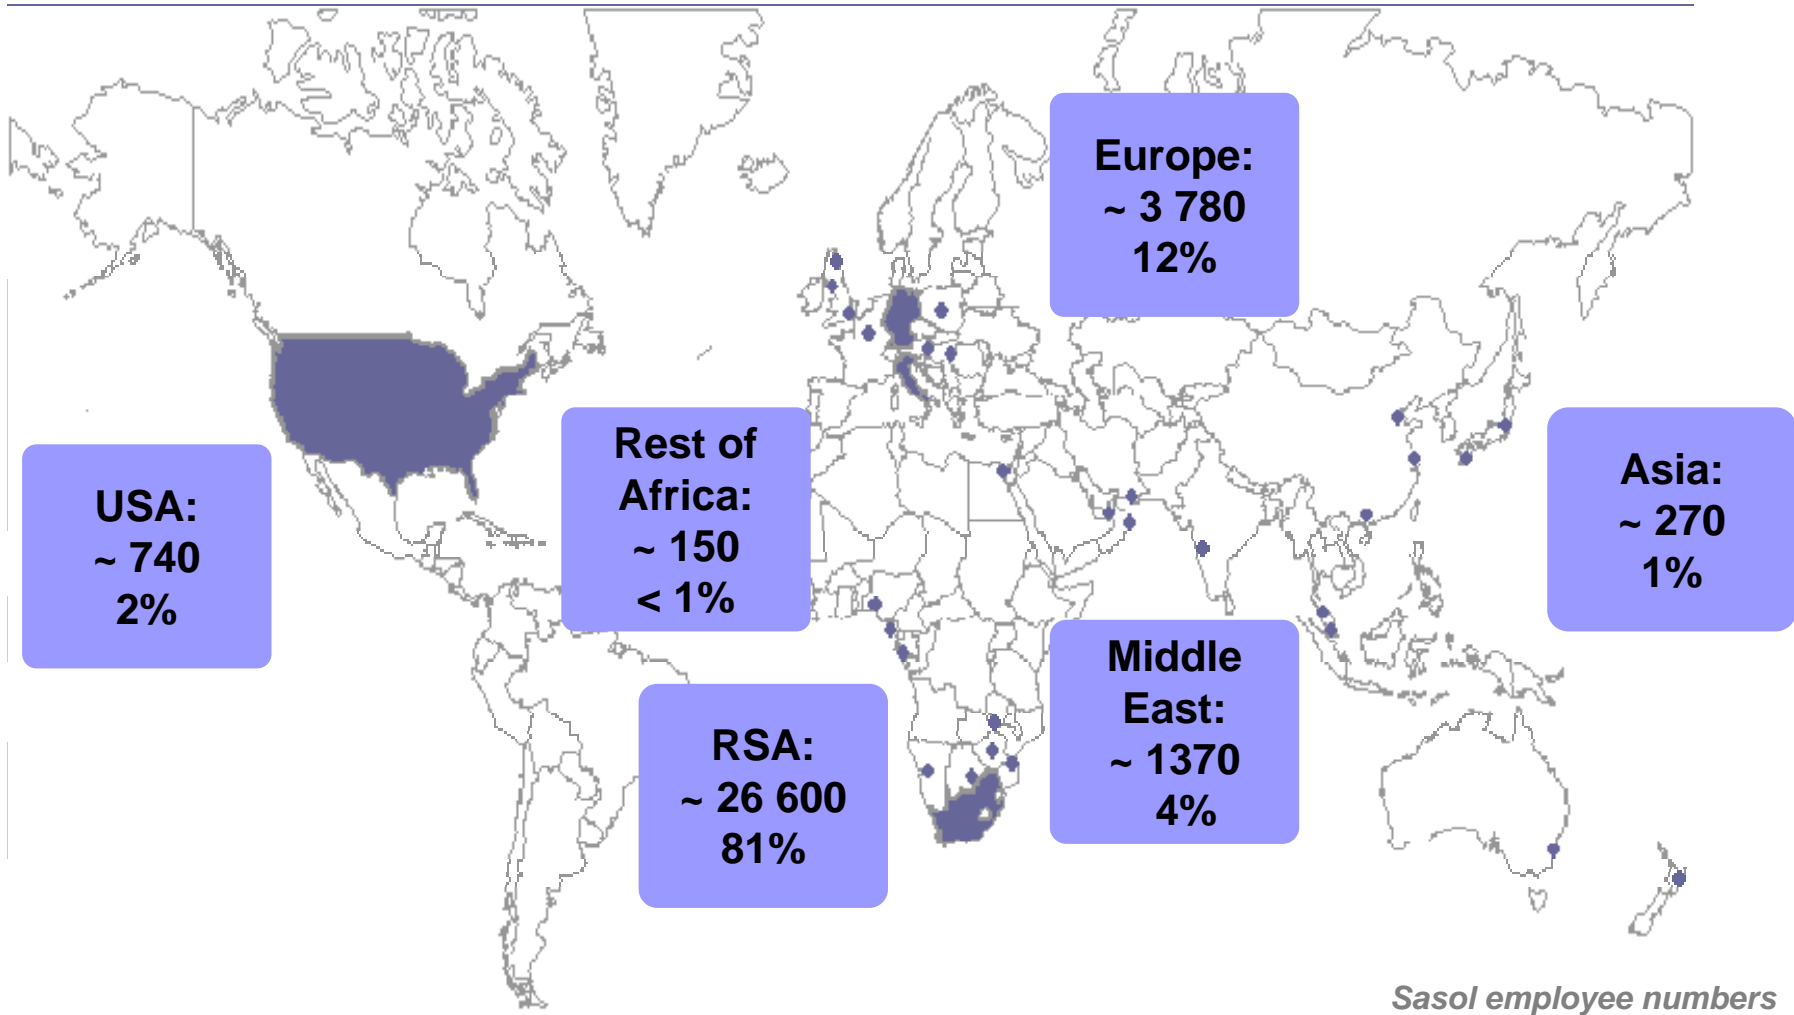 Europe:
~ 3 780
12%
Rest of
Africa:
~ 150
< 1%
USA:
~ 740
2%
Asia:
~ 270
1%
Middle
East:
~ 1370
4%
RSA:
~ 26 600
81%
Sasol employee numbers